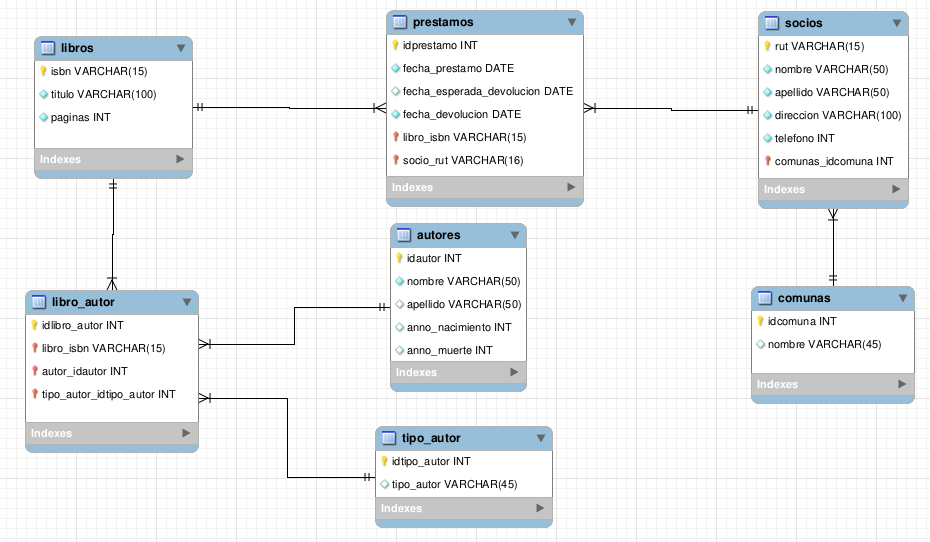 libros
isbn VARCHAR(15)
titulo VARCHAR(100)
paginas INT
Indexes
prestamos
idprestamo INT
fecha_prestamo DATE
fecha_esperada_devolucion DATE
fecha_devolucion DATE
libro_isbn VARCHAR(15)
socio_rut VARCHAR(16)
Indexes
socios
rut VARCHAR(15)
nombre VARCHAR(50)
apellido VARCHAR(50)
direccion VARCHAR(100)
telefono INT
comunas_idcomuna INT
Indexes
libro_autor
idlibro_autor INT
libro_isbn VARCHAR(15)
autor_idautor INT
tipo_autor_idtipo_autor INT
Indexes
autores
idautor INT
nombre VARCHAR(50)
apellido VARCHAR(50)
anno_nacimiento INT
anno_muerte INT
Indexes
comunas
idcomuna INT
nombre VARCHAR(45)
Indexes
tipo_autor
idtipo_autor INT
tipo_autor VARCHAR(45)
Indexes